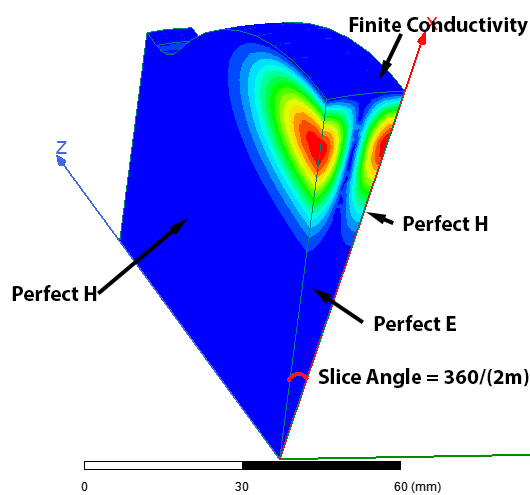 Finite Conductivity
X
Z
Perfect H
Perfect H
Perfect E
Slice Angle = 360/(2m)
0 30 60 (mm)